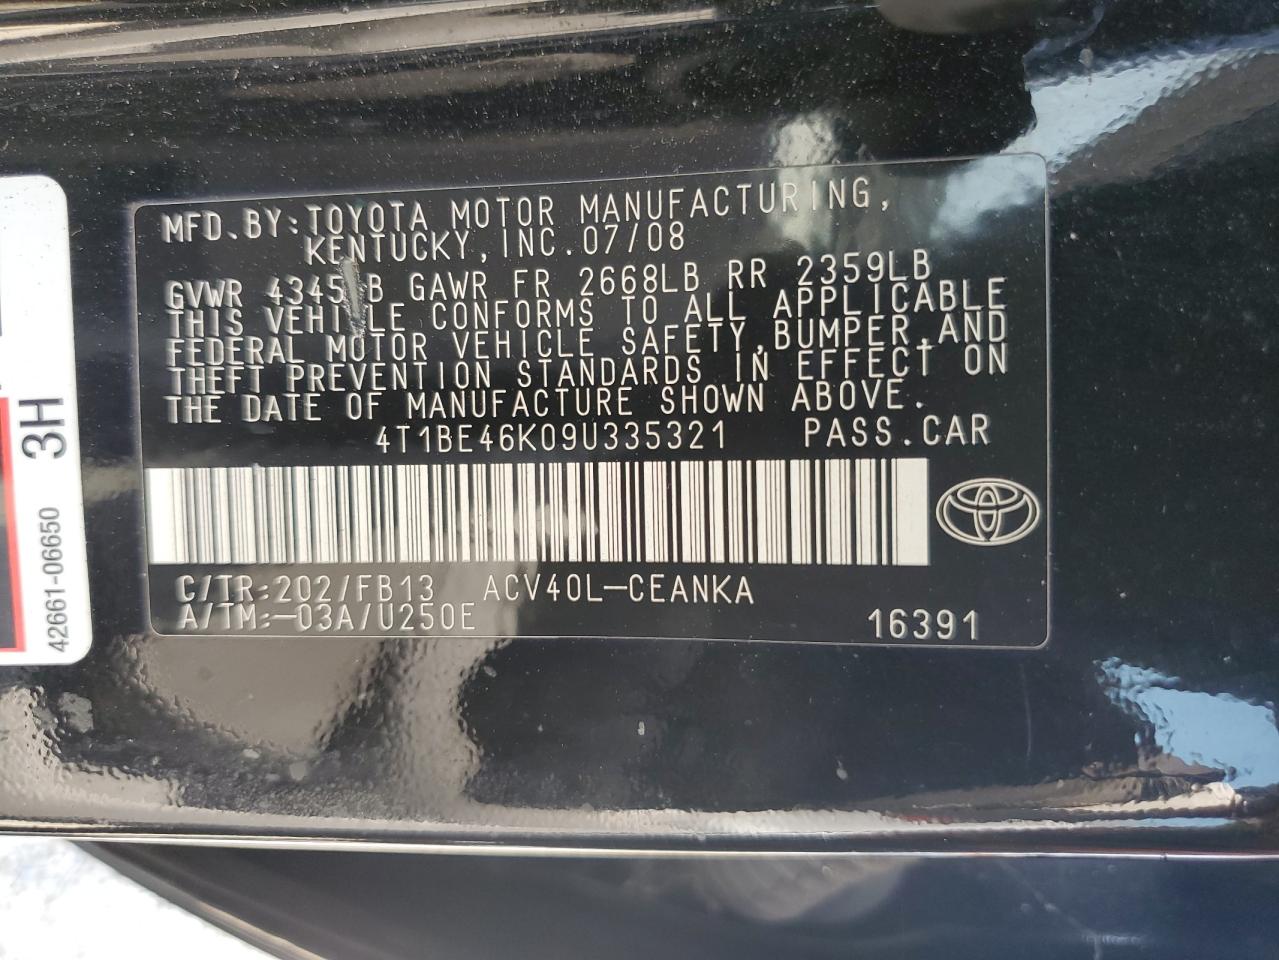 MFD.BY:TOYOTA MOTOR MANUFACTURING,
KENTUCKY,INC.07/08
GVWR 4345LB GAWR FR 2668LB RR 2359LB
THIS VEHICLE CONFORMS TO ALL APPLICABLE
FEDERAL MOTOR VEHICLE SAFETY,BUMPER,AND
THEFT PREVENTION STANDARDS IN EFFECT ON
THE DATE OF MANUFACTURE SHOWN ABOVE.
4T1BE46K09U335321 PASS.CAR
C/TR:202/FB13 ACV40L-CEANKA
A/TM:-03A/U250E
16391
3H
42661-06650